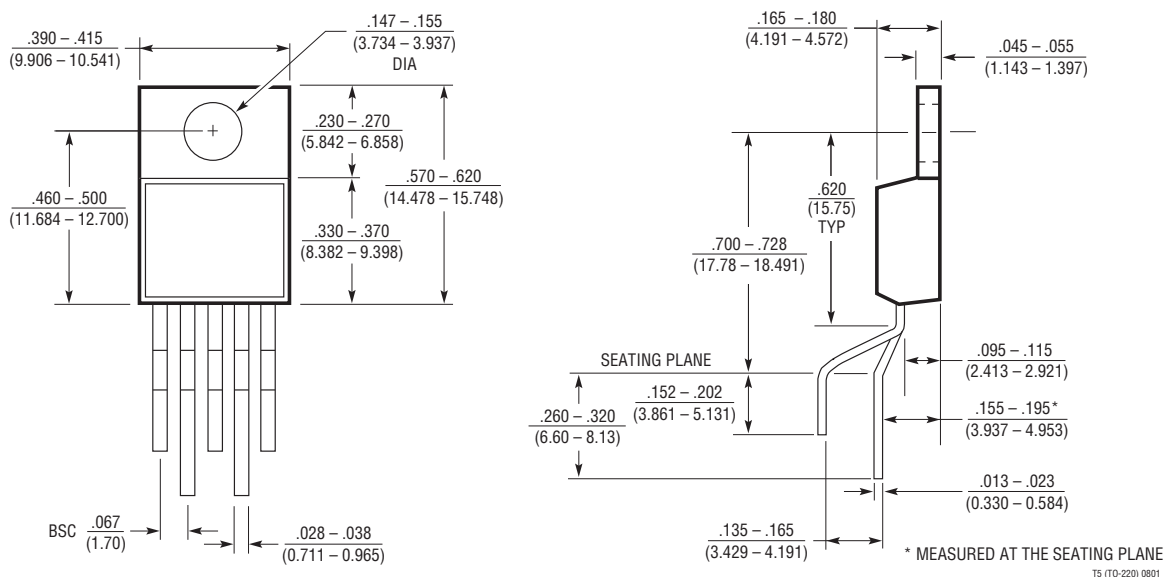 .390 – .415
(9.906 – 10.541)
.147 – .155
(3.734 – 3.937)
DIA
.230 – .270
(5.842 – 6.858)
.460 – .500
(11.684 – 12.700)
.570 – .620
(14.478 – 15.748)
.330 – .370
(8.382 – 9.398)
BSC
.067
(1.70)
.028 – .038
(0.711 – 0.965)
.165 – .180
(4.191 – 4.572)
.045 – .055
(1.143 – 1.397)
.620
(15.75)
TYP
.700 – .728
(17.78 – 18.491)
SEATING PLANE
.152 – .202
(3.861 – 5.131)
.260 – .320
(6.60 – 8.13)
.095 – .115
(2.413 – 2.921)
.155 – .195*
(3.937 – 4.953)
.013 – .023
(0.330 – 0.584)
.135 – .165
(3.429 – 4.191)
* MEASURED AT THE SEATING PLANE
T5 (TO-220) 0801